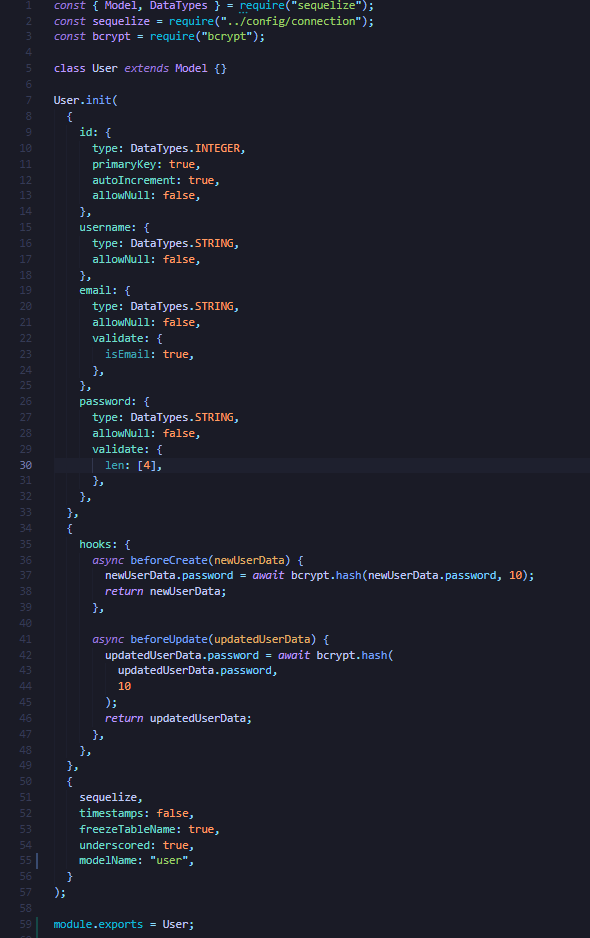 1 const { Model, DataTypes } = require("sequelize");
2 const sequelize = require("../config/connection");
3 const bcrypt = require("bcrypt");
4
5 class User extends Model {}
6
7 User.init(
8   {
9     id: {
10       type: DataTypes.INTEGER,
11       primaryKey: true,
12       autoIncrement: true,
13       allowNull: false,
14     },
15     username: {
16       type: DataTypes.STRING,
17       allowNull: false,
18     },
19     email: {
20       type: DataTypes.STRING,
21       allowNull: false,
22       validate: {
23         isEmail: true,
24       },
25     },
26     password: {
27       type: DataTypes.STRING,
28       allowNull: false,
29       validate: {
30         len: [4],
31       },
32     },
33   },
34   {
35     hooks: {
36       async beforeCreate(newUserData) {
37         newUserData.password = await bcrypt.hash(newUserData.password, 10);
38         return newUserData;
39       },
40
41       async beforeUpdate(updatedUserData) {
42         updatedUserData.password = await bcrypt.hash(
43           updatedUserData.password,
44           10
45         );
46         return updatedUserData;
47       },
48     },
49   },
50   {
51     sequelize,
52     timestamps: false,
53     freezeTableName: true,
54     underscored: true,
55     modelName: "user",
56   }
57 );
58
59 module.exports = User;